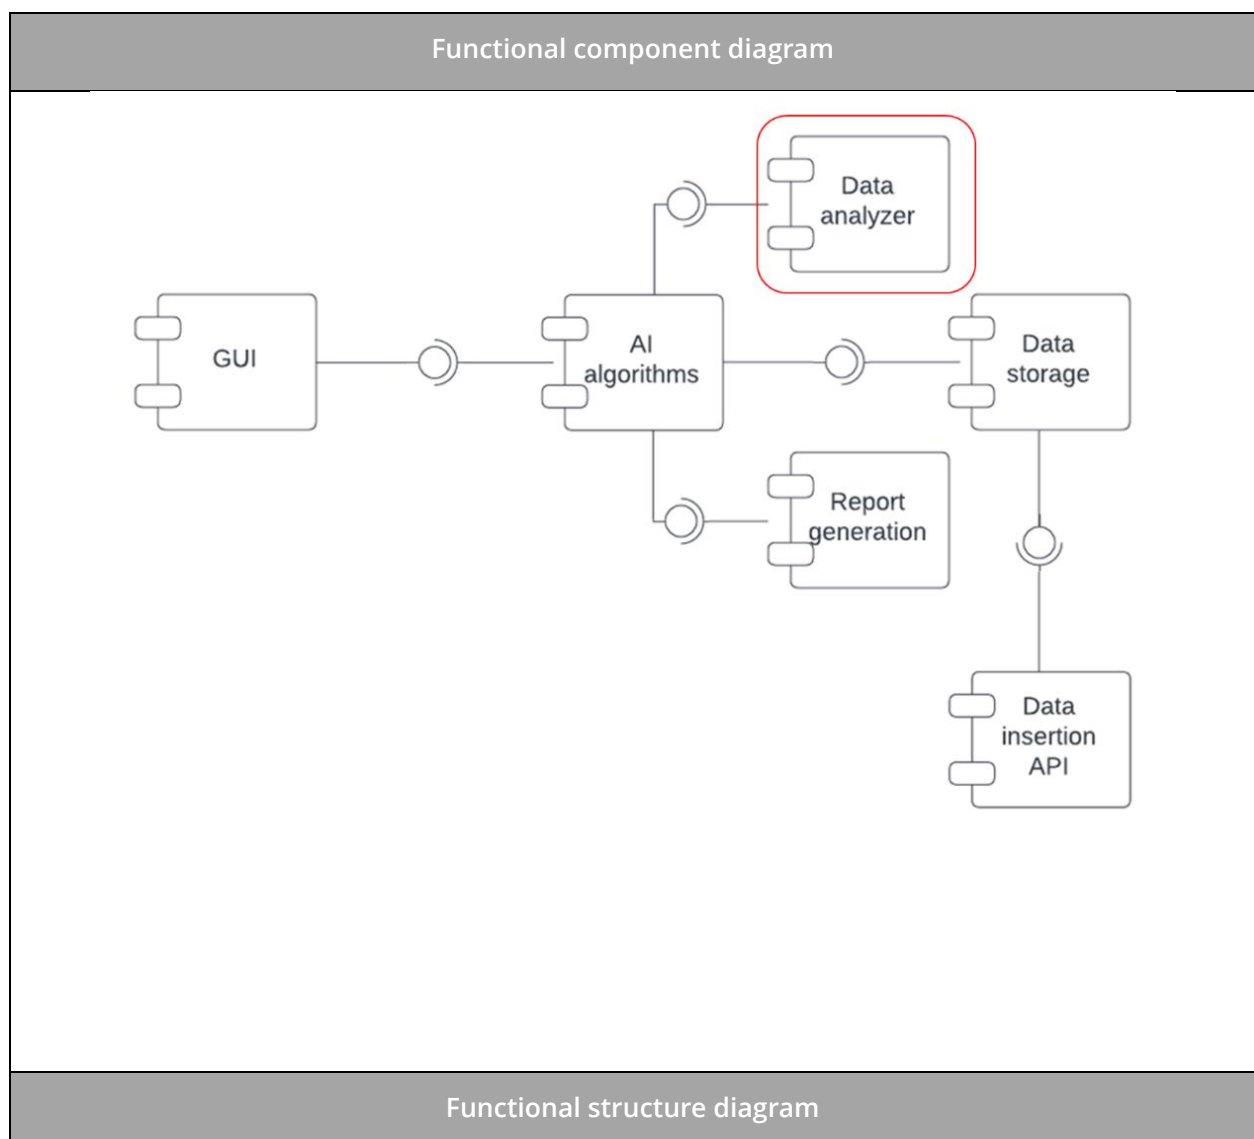 Functional component diagram
Data
analyzer
GUI
AI
algorithms
Data
storage
Report
generation
Data
insertion
API
Functional structure diagram